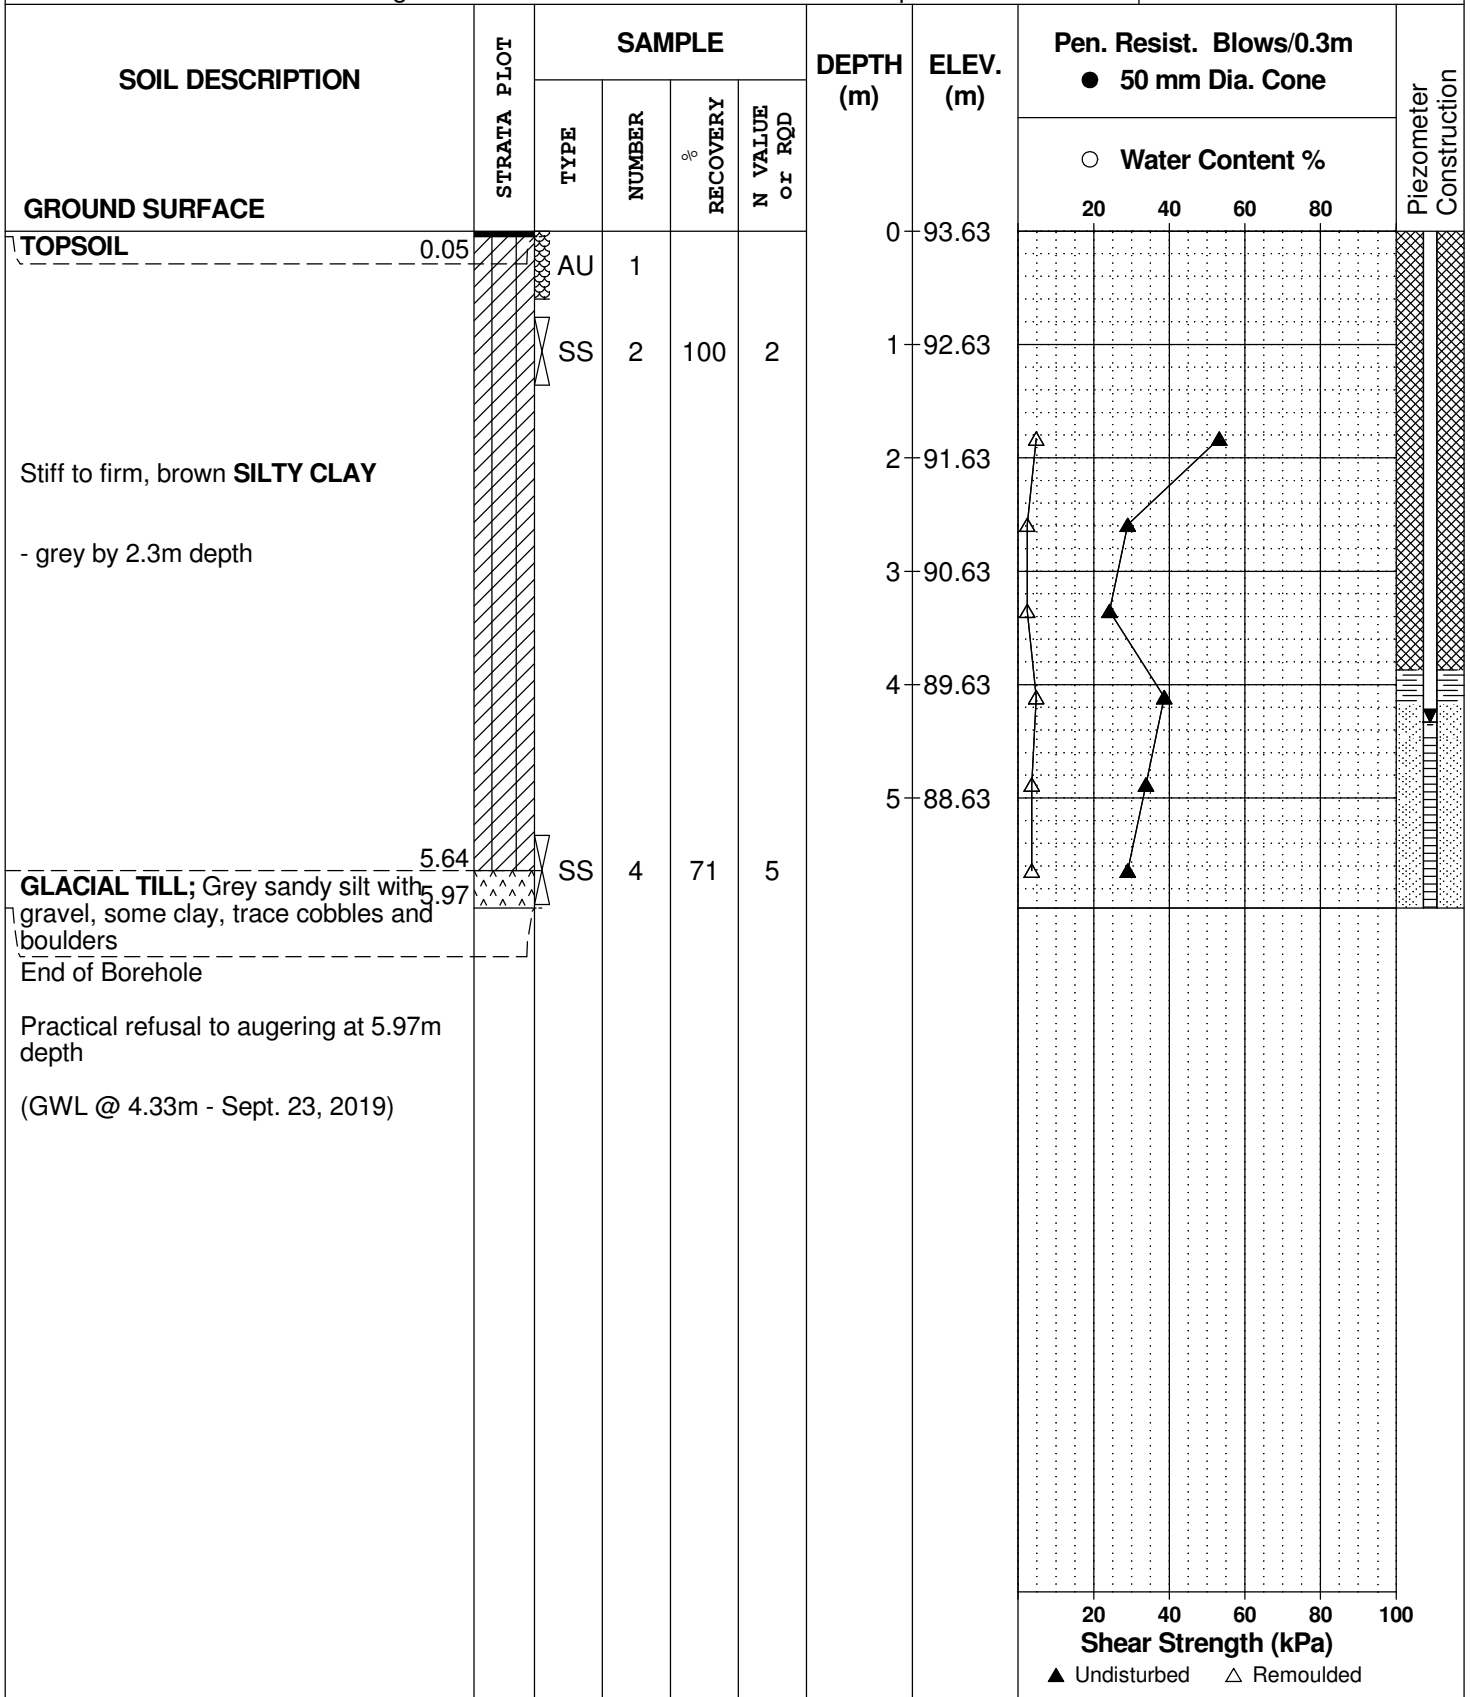 SOIL DESCRIPTION
GROUND SURFACE
STRATA PLOT
SAMPLE
TYPE
NUMBER
% RECOVERY
N VALUE
or RQD
DEPTH
(m)
ELEV.
(m)
Pen. Resist. Blows/0.3m
● 50 mm Dia. Cone
○ Water Content %
20 40 60 80
Piezometer
Construction
TOPSOIL 0.05
AU 1
SS 2 100 2
0 93.63
1 92.63
2 91.63
3 90.63
4 89.63
5 88.63
Stiff to firm, brown SILTY CLAY
- grey by 2.3m depth
5.64
SS 4 71 5
GLACIAL TILL; Grey sandy silt with
5.97
gravel, some clay, trace cobbles and
boulders
End of Borehole
Practical refusal to augering at 5.97m
depth
(GWL @ 4.33m - Sept. 23, 2019)
20 40 60 80 100
Shear Strength (kPa)
▲ Undisturbed △ Remoulded